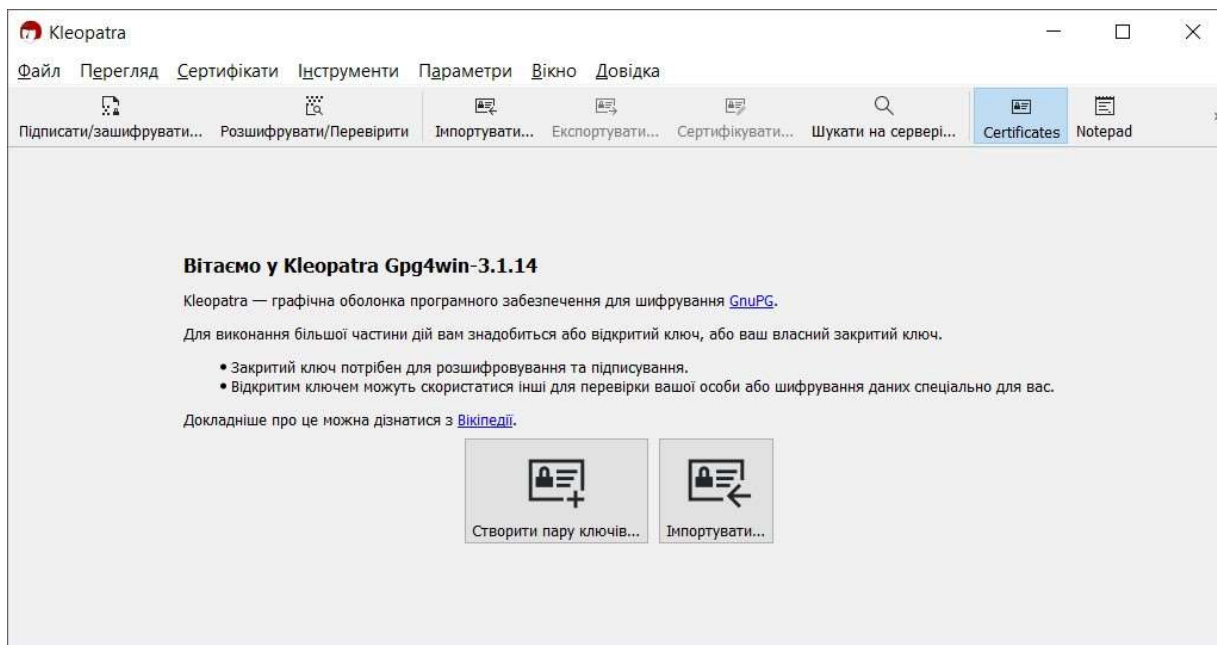 Kleopatra
Файл Перегляд Сертифікати Інструменти Параметри Вікно Довідка
Підписати/зашифрувати... Розшифрувати/Перевірити Імпортувати... Експортувати... Сертифікувати... Шукати на сервері... Certificates Notepad
Вітаємо у Kleopatra Gpg4win-3.1.14
Kleopatra — графічна оболонка програмного забезпечення для шифрування GnuPG.
Для виконання більшої частини дій вам знадобиться або відкритий ключ, або ваш власний закритий ключ.
• Закритий ключ потрібен для розшифровування та підписування.
• Відкритим ключем можуть скористатися інші для перевірки вашої особи або шифрування даних спеціально для вас.
Докладніше про це можна дізнатися з Вікіпедії.
Створити пару ключів... Імпортувати...